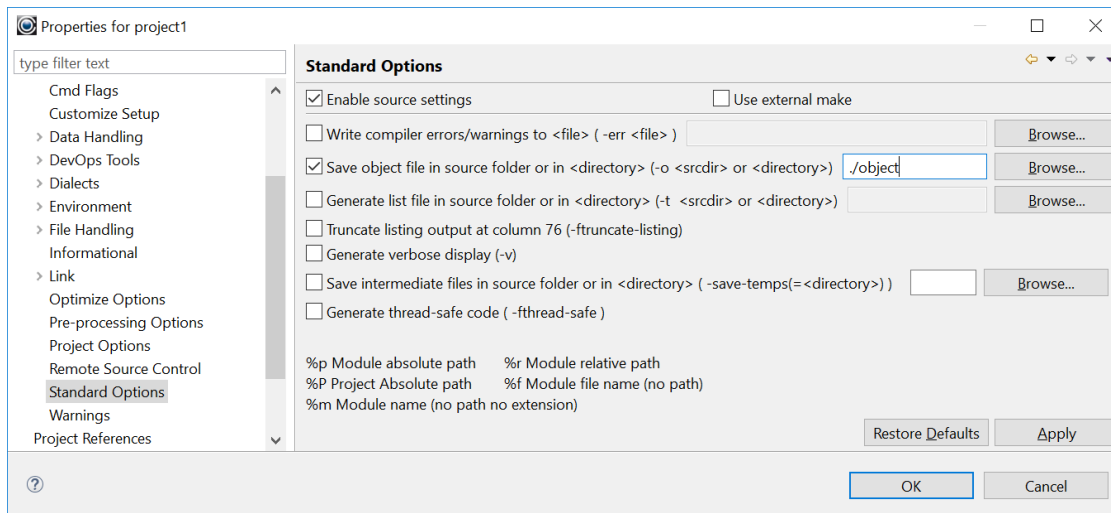 Properties for project1
type filter text
Cmd Flags
Customize Setup
Data Handling
DevOps Tools
Dialects
Environment
File Handling
Informational
Link
Optimize Options
Pre-processing Options
Project Options
Remote Source Control
Standard Options
Warnings
Project References
Standard Options
Enable source settings Use external make
Write compiler errors/warnings to <file> ( -err <file> ) Browse...
Save object file in source folder or in <directory> (-o <srcdir> or <directory>) ./object Browse...
Generate list file in source folder or in <directory> (-t <srcdir> or <directory>) Browse...
Truncate listing output at column 76 (-ftruncate-listing)
Generate verbose display (-v)
Save intermediate files in source folder or in <directory> ( -save-temps(=<directory>) ) Browse...
Generate thread-safe code ( -fthread-safe )
%p Module absolute path %r Module relative path
%P Project Absolute path %f Module file name (no path)
%m Module name (no path no extension)
Restore Defaults Apply
OK Cancel